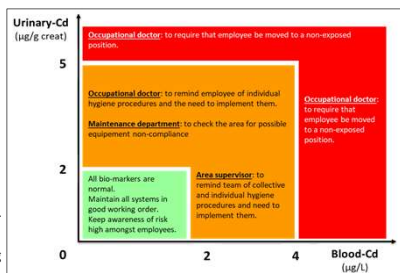 Urinary-Cd
(µg/g creat)
Occupational doctor: to require that employee be moved to a non-exposed
position.
5
Occupational doctor: to remind employee of individual
hygiene procedures and the need to implement them.
Maintenance department: to check the area for possible
equipement non-compliance
Occupational doctor:
to require that
employee be moved
to a non-exposed
position.
2
All bio-markers are
normal.
Maintain all systems in
good working order.
Keep awareness of risk
high amongst employees.
Area supervisor: to
remind team of collective
and individual hygiene
procedures and need to
implement them.
0
2
4
Blood-Cd
(µg/L)